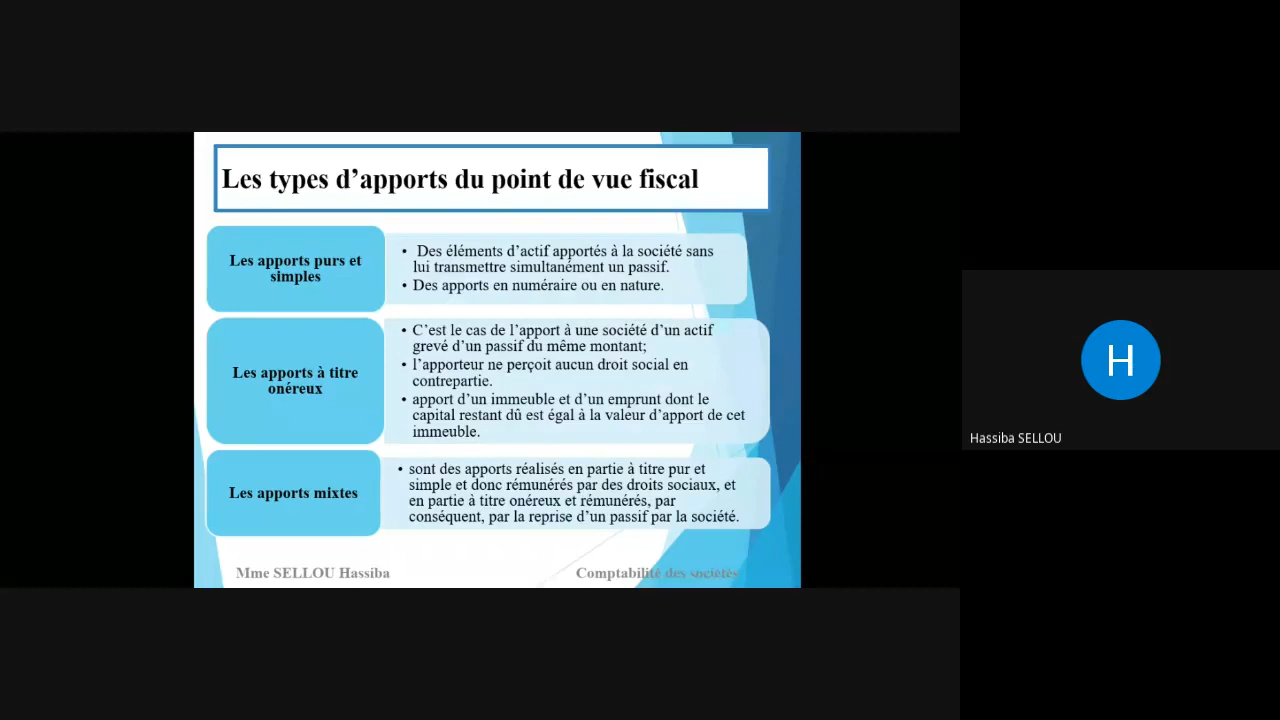 Les types d’apports du point de vue fiscal
Les apports purs et
simples
• Des éléments d’actif apportés à la société sans
lui transmettre simultanément un passif.
• Des apports en numéraire ou en nature.
Les apports à titre
onéreux
• C’est le cas de l’apport à une société d’un actif
grevé d’un passif du même montant;
• l’apporteur ne perçoit aucun droit social en
contrepartie.
• apport d’un immeuble et d’un emprunt dont le
capital restant dû est égal à la valeur d’apport de cet
immeuble.
Les apports mixtes
• sont des apports réalisés en partie à titre pur et
simple et donc rémunérés par des droits sociaux, et
en partie à titre onéreux et rémunérés, par
conséquent, par la reprise d’un passif par la société.
Mme SELLOU Hassiba
Comptabilité des sociétés
H
Hassiba SELLOU